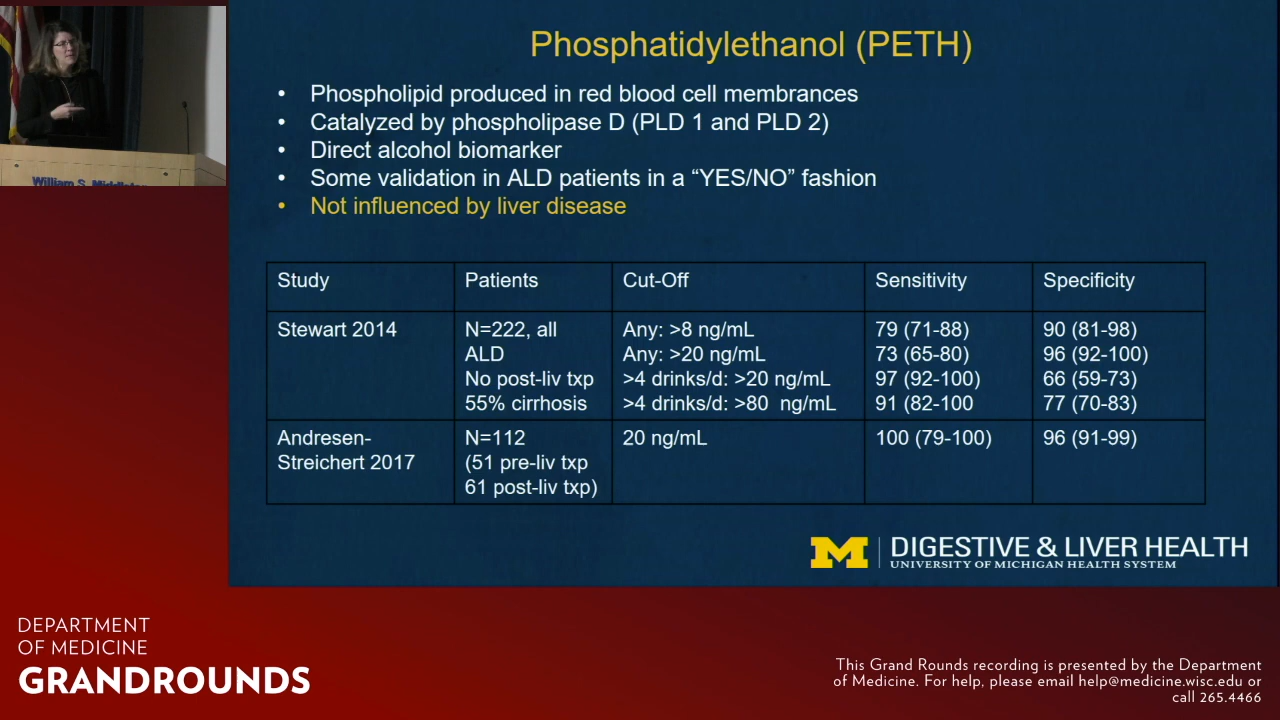 Phosphatidylethanol (PETH)
• Phospholipid produced in red blood cell membrances
• Catalyzed by phospholipase D (PLD 1 and PLD 2)
• Direct alcohol biomarker
• Some validation in ALD patients in a “YES/NO” fashion
• Not influenced by liver disease
Study Patients Cut-Off Sensitivity Specificity
Stewart 2014 N=222, all Any: >8 ng/mL 79 (71-88) 90 (81-98)
ALD Any: >20 ng/mL 73 (65-80) 96 (92-100)
No post-liv txp >4 drinks/d: >20 ng/mL 97 (92-100) 66 (59-73)
55% cirrhosis >4 drinks/d: >80 ng/mL 91 (82-100 77 (70-83)
Andresen- N=112 20 ng/mL 100 (79-100) 96 (91-99)
Streichert 2017 (51 pre-liv txp
61 post-liv txp)
M DIGESTIVE & LIVER HEALTH
UNIVERSITY OF MICHIGAN HEALTH SYSTEM
William S.
DEPARTMENT
OF MEDICINE
GRANDROUNDS
This Grand Rounds recording is presented by the Department
of Medicine. For help, please email help@medicine.wisc.edu or
call 265.4466